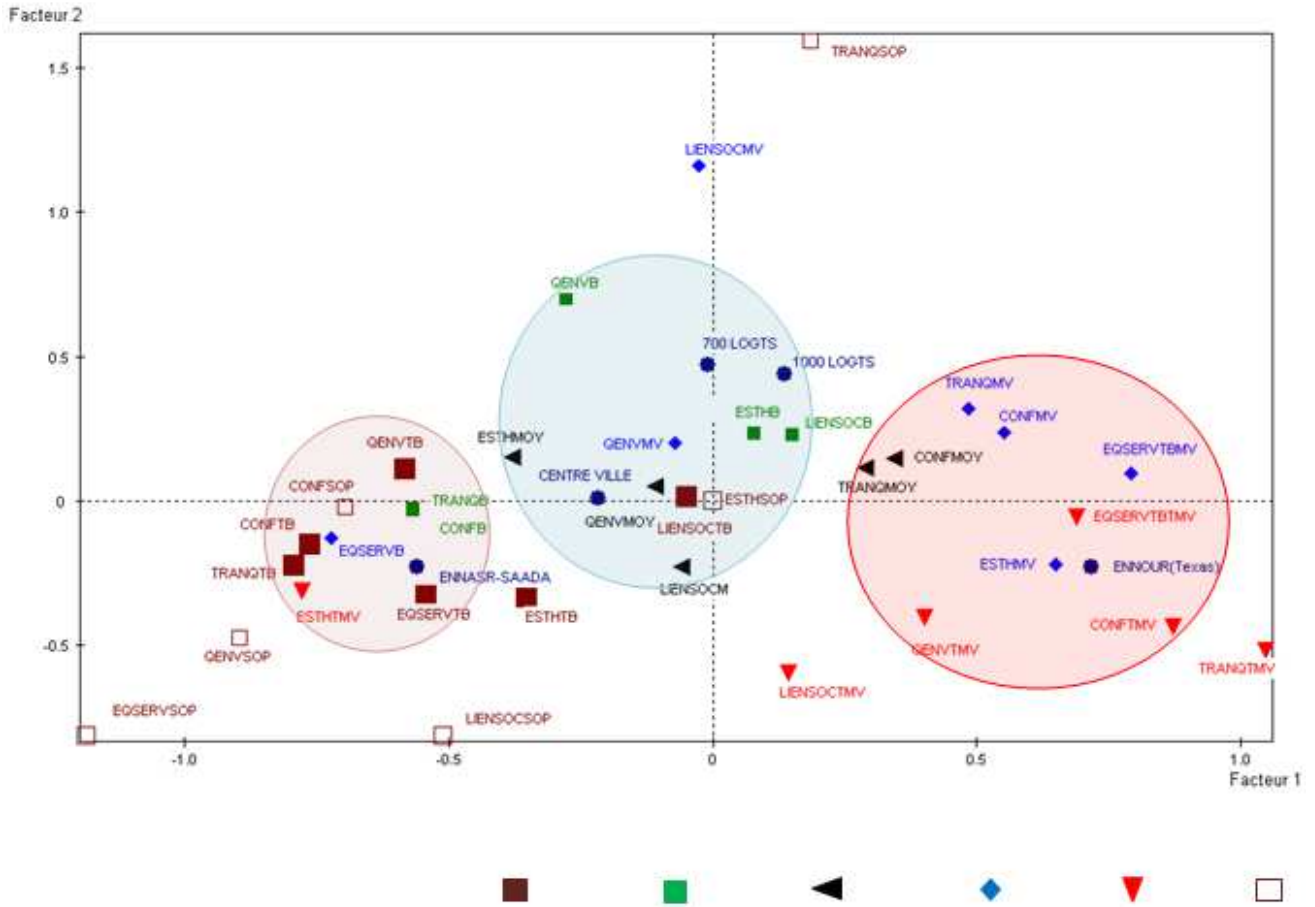 Facteur 2
TRANQSOP
1.5
LIENSOCMV
1.0
QENVB
700 LOGTS
1000 LOGTS
0.5
TRANQMV
ESTHB
LIENSOCB
CONFMV
ESTHMOY
QENVMV
QENVTB
CONFMOY
EQSERVTBMV
CENTRE VILLE
CONFSOP
TRANQMOY
0
TRANQB
ESTHSOP
QENVMOY
EQSERVTBTMV
CONFTB
CONFB
LIENSOCTB
EQSERVB
TRANQTB
ENNASR-SAADA
ESTHMV
ENNOUR(Texas)
LIENSOCM
ESTHTMV
EQSERVTB
ESTHTB
CONFTMV
-0.5
QENVSOP
QENVTMV
TRANQTMV
LIENSOCTMV
EQSERVSOP
LIENSOCSOP
-1.0
-0.5
0
0.5
1.0
Facteur 1